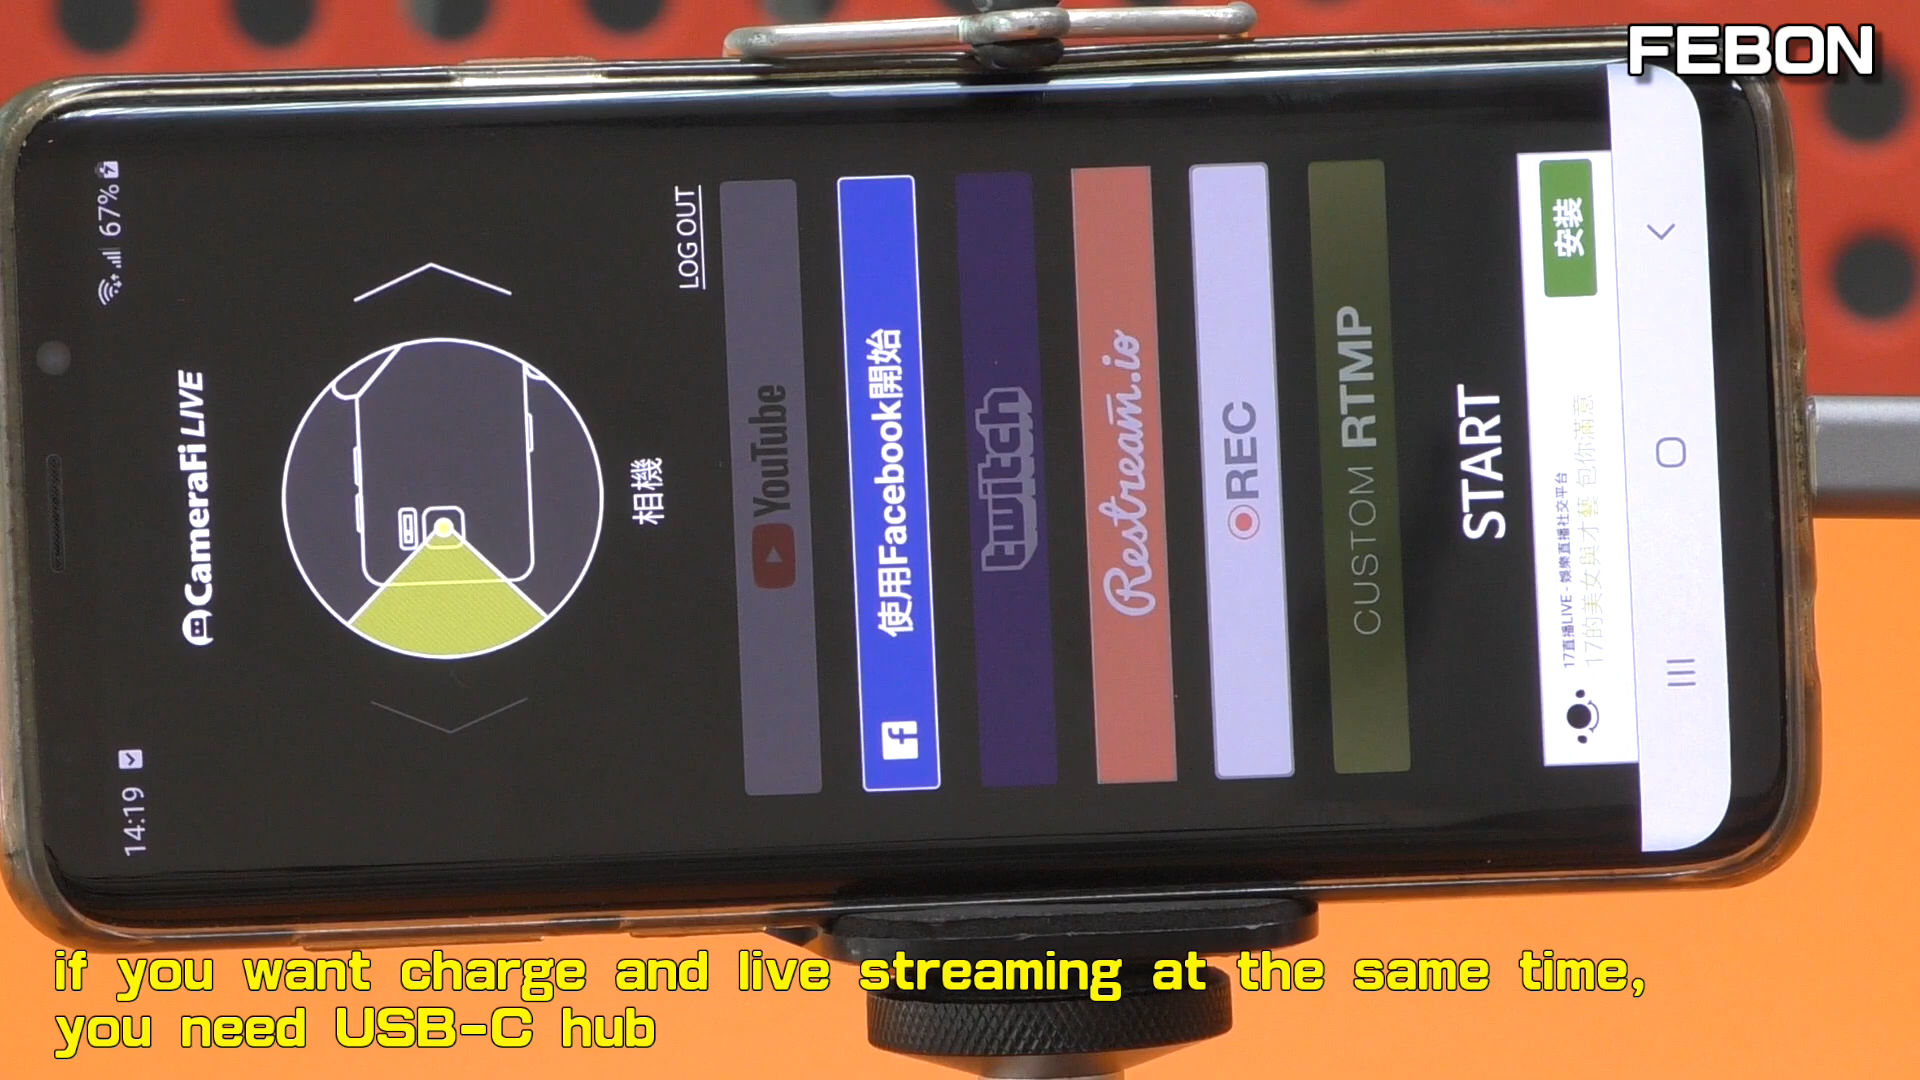 FEBON
14:19
67%
CameraFi LIVE
相機
LOG OUT
YouTube
使用Facebook開始
twitch
Restream.io
REC
CUSTOM RTMP
START
17直播LIVE - 娛樂直播社交平台
17的美女與才藝 包你滿意
安装
if you want charge and live streaming at the same time,
you need USB-C hub